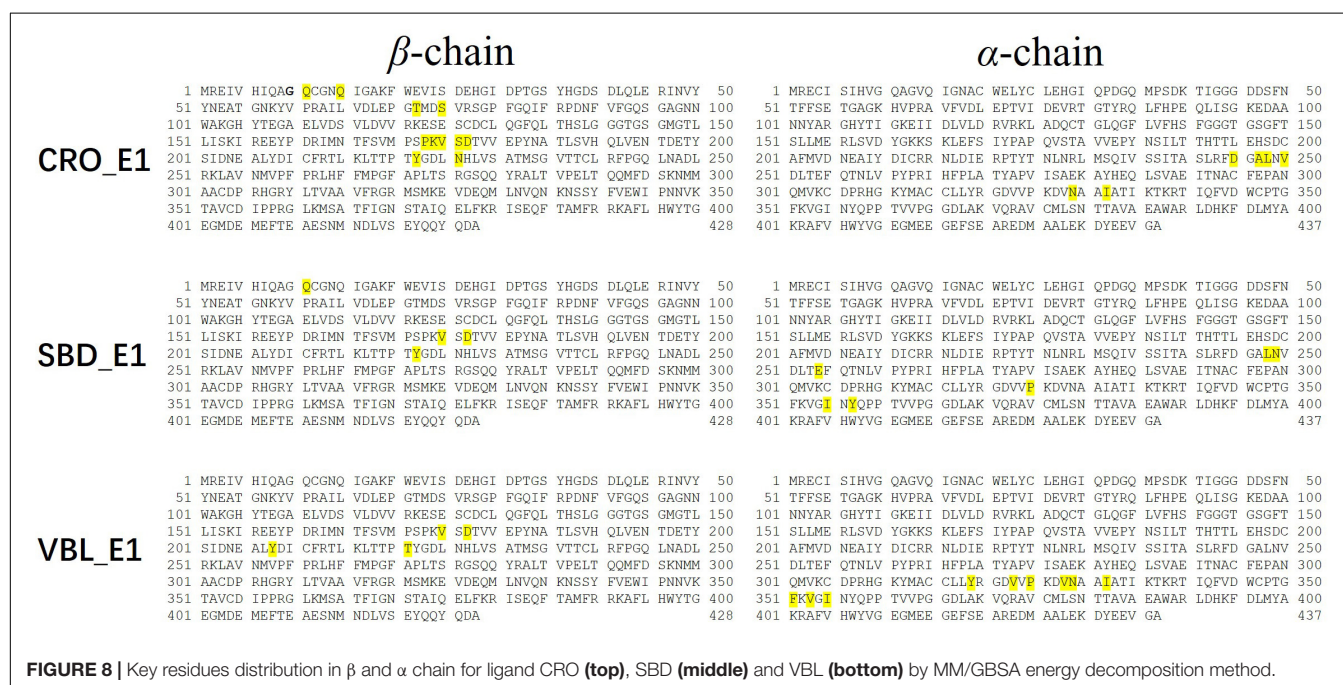 β-chain
α-chain
CRO_E1
1 MREIV HIQAG QCGNQ IGAKF WEVIS DEHGI DPTGS YHGDS DLQLE RINVY 50
51 YNEAT GNKYV PRAIL VDLEP GTMDS VRSGP FGQIF RPDNF VFGQS GAGNN 100
101 WAKGH YTEGA ELVDS VLDVV RKESE SCDCL QGFQL THSLG GGTGS GMGTL 150
151 LISKI REEYP DRIMN TFSVM PSPKV SDTVV EPYNA TLSVH QLVEN TDETY 200
201 SIDNE ALYDI CFRTL KLTTP TYGDL NHLVS ATMSG VTTCL RFPGQ LNADL 250
251 RKLAV NMVPF PRLHF FMPGF APLTS RGSQQ YRALT VPELT QQMFD SKNMM 300
301 AACDP RHGRY LTVAA VFRGR MSMKE VDEQM LNVQN KNSSY FVEWI PNNVK 350
351 TAVCD IPPRG LKMSA TFIGN STAIQ ELFKR ISEQF TAMFR RKAFL HWYTG 400
401 EGMDE MEFTE AESNM NDLVS EYQQY QDA 428
1 MRECI SIHVG QAGVQ IGNAC WELYC LEHGI QPDGQ MPSDK TIGGG DDSFN 50
51 TFFSE TGAGK HVPRA VFVDL EPTVI DEVRT GTYRQ LFHPE QLISG KEDAA 100
101 NNYAR GHYTI GKEII DLVLD RVRKL ADQCT GLQGF LVFHS FGGGT GSGFT 150
151 SLLME RLSVD YGKKS KLEFS IYPAP QVSTA VVEPY NSILT THTTL EHSDC 200
201 AFMVD NEAIY DICRR NLDIE RPTYT NLNRL MSQIV SSITA SLRFD GALNV 250
251 DLTEF QTNLV PYPRI HFPLA TYAPV ISAEK AYHEQ LSVAE ITNAC FEPAN 300
301 QMVKC DPRHG KYMAC CLLYR GDVVP KDVNA AIATI KTKRT IQFVD WCPTG 350
351 FKVGI NYQPP TVVPG GDLAK VQRAV CMLSN TTAVA EAWAR LDHKF DLMYA 400
401 KRAFV HWYVG EGMEE GEFSE AREDM AALEK DYEEV GA 437
SBD_E1
1 MREIV HIQAG QCGNQ IGAKF WEVIS DEHGI DPTGS YHGDS DLQLE RINVY 50
51 YNEAT GNKYV PRAIL VDLEP GTMDS VRSGP FGQIF RPDNF VFGQS GAGNN 100
101 WAKGH YTEGA ELVDS VLDVV RKESE SCDCL QGFQL THSLG GGTGS GMGTL 150
151 LISKI REEYP DRIMN TFSVM PSPKV SDTVV EPYNA TLSVH QLVEN TDETY 200
201 SIDNE ALYDI CFRTL KLTTP TYGDL NHLVS ATMSG VTTCL RFPGQ LNADL 250
251 RKLAV NMVPF PRLHF FMPGF APLTS RGSQQ YRALT VPELT QQMFD SKNMM 300
301 AACDP RHGRY LTVAA VFRGR MSMKE VDEQM LNVQN KNSSY FVEWI PNNVK 350
351 TAVCD IPPRG LKMSA TFIGN STAIQ ELFKR ISEQF TAMFR RKAFL HWYTG 400
401 EGMDE MEFTE AESNM NDLVS EYQQY QDA 428
1 MRECI SIHVG QAGVQ IGNAC WELYC LEHGI QPDGQ MPSDK TIGGG DDSFN 50
51 TFFSE TGAGK HVPRA VFVDL EPTVI DEVRT GTYRQ LFHPE QLISG KEDAA 100
101 NNYAR GHYTI GKEII DLVLD RVRKL ADQCT GLQGF LVFHS FGGGT GSGFT 150
151 SLLME RLSVD YGKKS KLEFS IYPAP QVSTA VVEPY NSILT THTTL EHSDC 200
201 AFMVD NEAIY DICRR NLDIE RPTYT NLNRL MSQIV SSITA SLRFD GALNV 250
251 DLTEF QTNLV PYPRI HFPLA TYAPV ISAEK AYHEQ LSVAE ITNAC FEPAN 300
301 QMVKC DPRHG KYMAC CLLYR GDVVP KDVNA AIATI KTKRT IQFVD WCPTG 350
351 FKVGI NYQPP TVVPG GDLAK VQRAV CMLSN TTAVA EAWAR LDHKF DLMYA 400
401 KRAFV HWYVG EGMEE GEFSE AREDM AALEK DYEEV GA 437
VBL_E1
1 MREIV HIQAG QCGNQ IGAKF WEVIS DEHGI DPTGS YHGDS DLQLE RINVY 50
51 YNEAT GNKYV PRAIL VDLEP GTMDS VRSGP FGQIF RPDNF VFGQS GAGNN 100
101 WAKGH YTEGA ELVDS VLDVV RKESE SCDCL QGFQL THSLG GGTGS GMGTL 150
151 LISKI REEYP DRIMN TFSVM PSPKV SDTVV EPYNA TLSVH QLVEN TDETY 200
201 SIDNE ALYDI CFRTL KLTTP TYGDL NHLVS ATMSG VTTCL RFPGQ LNADL 250
251 RKLAV NMVPF PRLHF FMPGF APLTS RGSQQ YRALT VPELT QQMFD SKNMM 300
301 AACDP RHGRY LTVAA VFRGR MSMKE VDEQM LNVQN KNSSY FVEWI PNNVK 350
351 TAVCD IPPRG LKMSA TFIGN STAIQ ELFKR ISEQF TAMFR RKAFL HWYTG 400
401 EGMDE MEFTE AESNM NDLVS EYQQY QDA 428
1 MRECI SIHVG QAGVQ IGNAC WELYC LEHGI QPDGQ MPSDK TIGGG DDSFN 50
51 TFFSE TGAGK HVPRA VFVDL EPTVI DEVRT GTYRQ LFHPE QLISG KEDAA 100
101 NNYAR GHYTI GKEII DLVLD RVRKL ADQCT GLQGF LVFHS FGGGT GSGFT 150
151 SLLME RLSVD YGKKS KLEFS IYPAP QVSTA VVEPY NSILT THTTL EHSDC 200
201 AFMVD NEAIY DICRR NLDIE RPTYT NLNRL MSQIV SSITA SLRFD GALNV 250
251 DLTEF QTNLV PYPRI HFPLA TYAPV ISAEK AYHEQ LSVAE ITNAC FEPAN 300
301 QMVKC DPRHG KYMAC CLLYR GDVVP KDVNA AIATI KTKRT IQFVD WCPTG 350
351 FKVGI NYQPP TVVPG GDLAK VQRAV CMLSN TTAVA EAWAR LDHKF DLMYA 400
401 KRAFV HWYVG EGMEE GEFSE AREDM AALEK DYEEV GA 437
FIGURE 8 | Key residues distribution in β and α chain for ligand CRO (top), SBD (middle) and VBL (bottom) by MM/GBSA energy decomposition method.